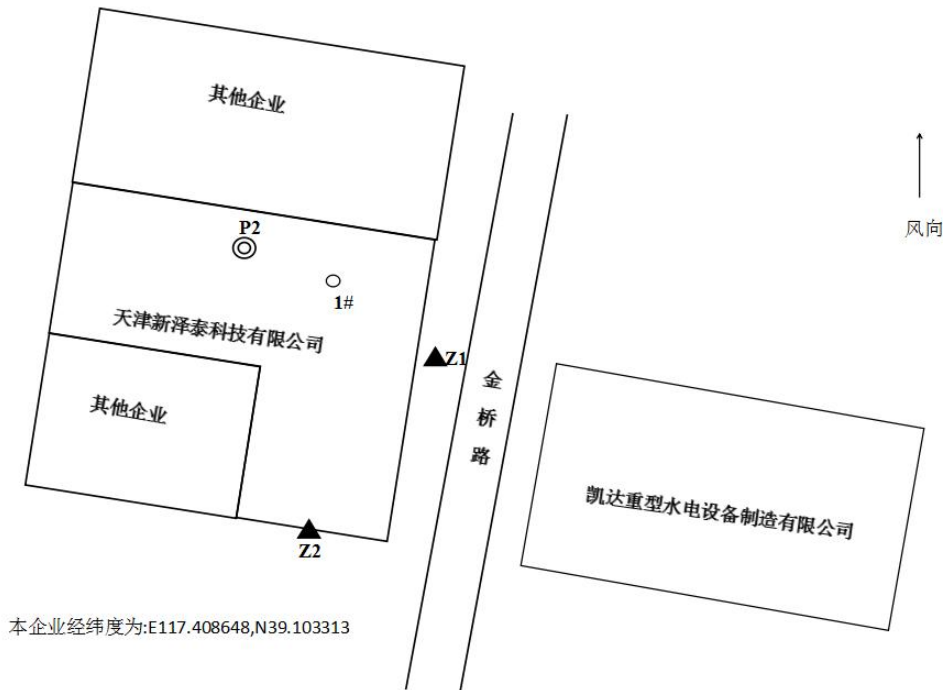 其他企业
P2
1#
风向
天津新泽泰科技有限公司
Z1
金
桥
路
其他企业
凯达重型水电设备制造有限公司
Z2
本企业经纬度为:E117.408648,N39.103313